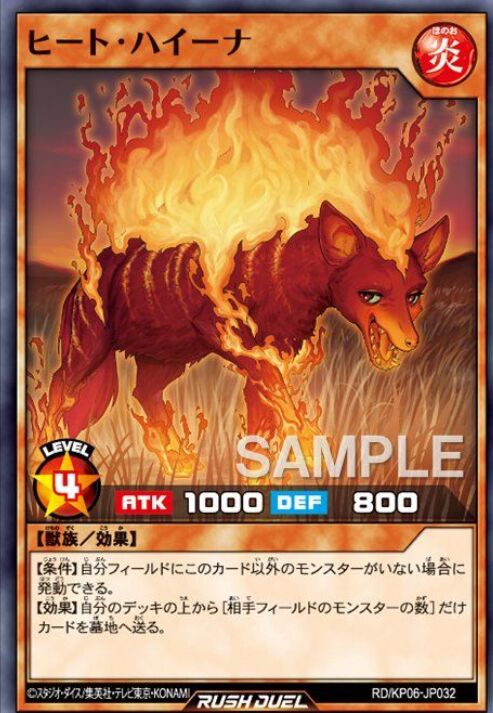 ヒート・ハイーナ
ほのお
炎
SAMPLE
LEVEL
4
ATK 1000 DEF 800
【獣族／効果】
【条件】自分フィールドにこのカード以外のモンスターがいない場合に
発動できる。
【効果】自分のデッキの上から[相手フィールドのモンスターの数]だけ
カードを墓地へ送る。
©スタジオ・ダイス/集英社・テレビ東京・KONAMI
RUSH DUEL
RD/KP06-JP032